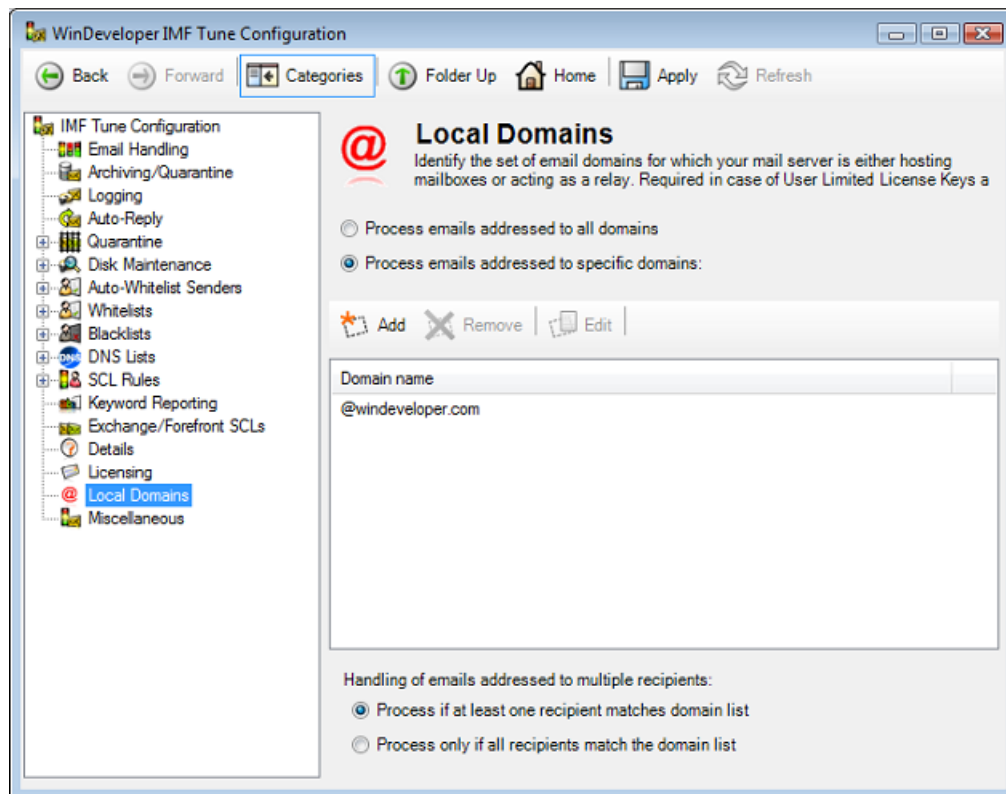 WinDeveloper IMF Tune Configuration
Back Forward Categories Folder Up Home Apply Refresh
IMF Tune Configuration
Email Handling
Archiving/Quarantine
Logging
Auto-Reply
Quarantine
Disk Maintenance
Auto-Whitelist Senders
Whitelists
Blacklists
DNS Lists
SCL Rules
Keyword Reporting
Exchange/Forefront SCLs
Details
Licensing
@ Local Domains
Miscellaneous
@ Local Domains
Identify the set of email domains for which your mail server is either hosting
mailboxes or acting as a relay. Required in case of User Limited License Keys a
Process emails addressed to all domains
Process emails addressed to specific domains:
Add Remove Edit
Domain name
@windeveloper.com
Handling of emails addressed to multiple recipients:
Process if at least one recipient matches domain list
Process only if all recipients match the domain list